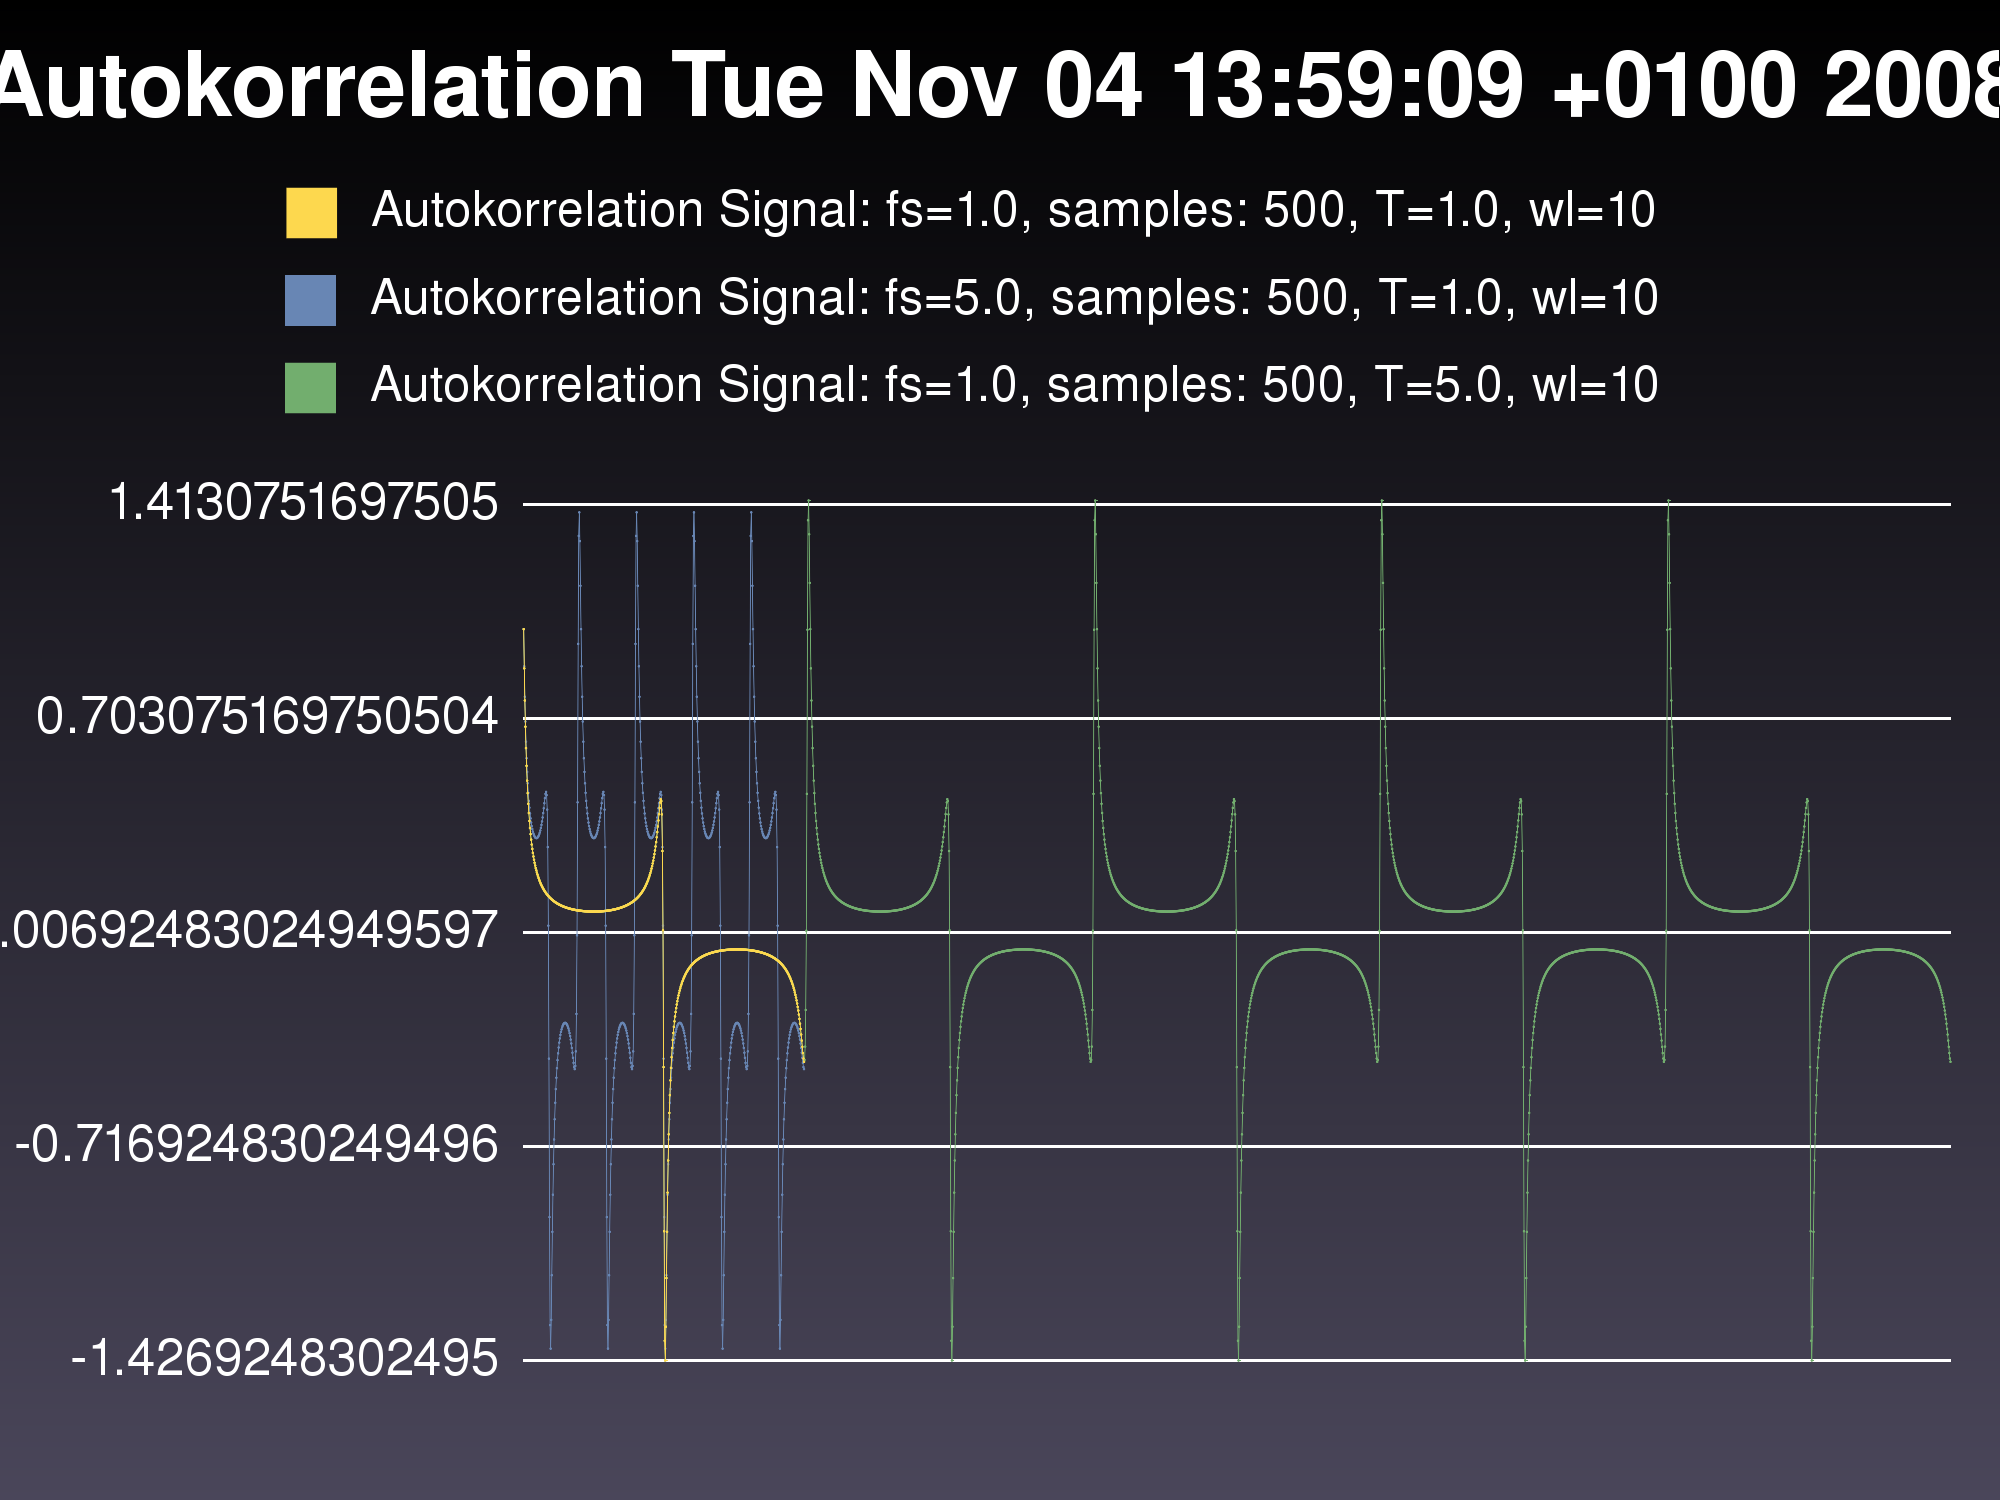 Autokorrelation Tue Nov 04 13:59:09 +0100 2008
Autokorrelation Signal: fs=1.0, samples: 500, T=1.0, wl=10
Autokorrelation Signal: fs=5.0, samples: 500, T=1.0, wl=10
Autokorrelation Signal: fs=1.0, samples: 500, T=5.0, wl=10
1.4130751697505
0.703075169750504
.00692483024949597
-0.716924830249496
-1.4269248302495